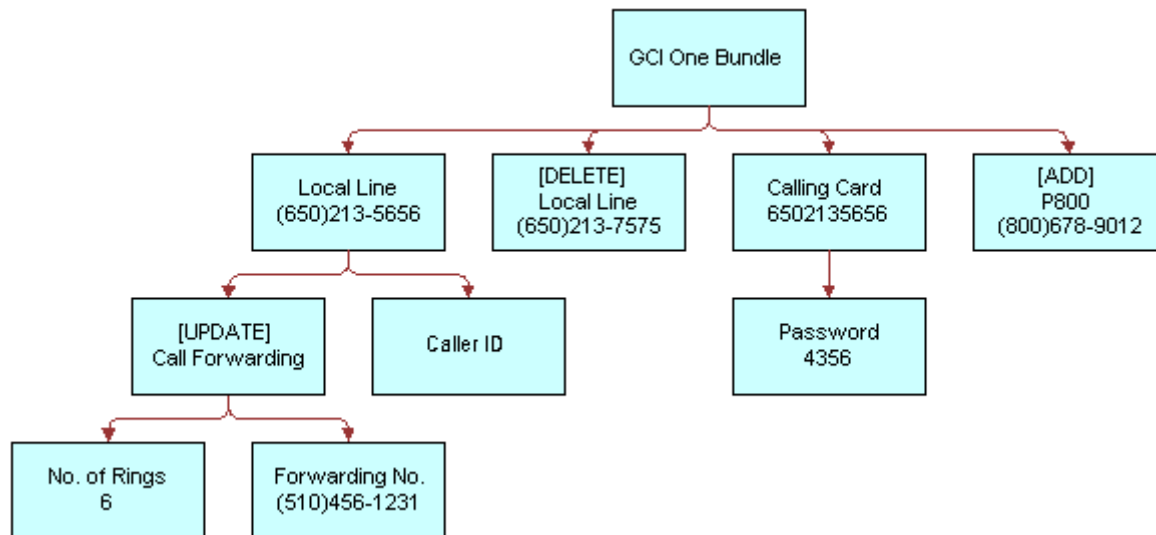 GCI One Bundle
Local Line
(650)213-5656
[DELETE]
Local Line
(650)213-7575
Calling Card
6502135656
[ADD]
P800
(800)678-9012
[UPDATE]
Call Forwarding
Caller ID
Password
4356
No. of Rings
6
Forwarding No.
(510)456-1231